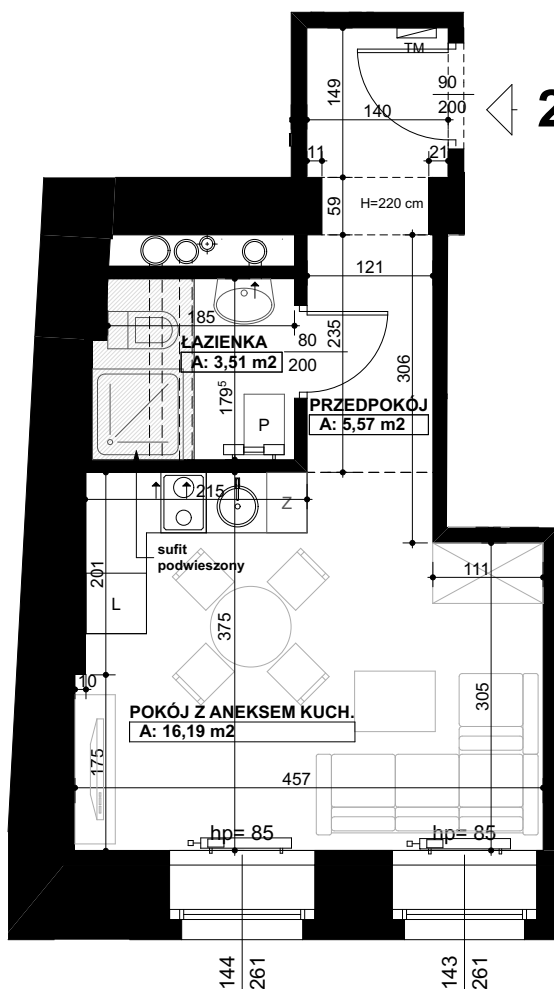 TM
149
140
90
200
2
11
21
59
H=220 cm
121
185
235
306
ŁAZIENKA
A: 3,51 m2
80
200
179⁵
P
PRZEDPOKÓJ
A: 5,57 m2
215
Z
sufit
podwieszony
201
L
375
111
10
305
POKÓJ Z ANEKSEM KUCH.
A: 16,19 m2
175
457
hp= 85
hp= 85
144
261
143
261